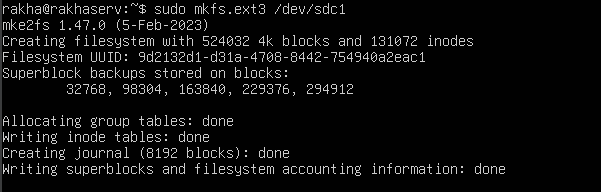 rakha@rakhaserv:~$ sudo mkfs.ext3 /dev/sdc1
mke2fs 1.47.0 (5-Feb-2023)
Creating filesystem with 524032 4k blocks and 131072 inodes
Filesystem UUID: 9d2132d1-d31a-4708-8442-754940a2eac1
Superblock backups stored on blocks:
        32768, 98304, 163840, 229376, 294912

Allocating group tables: done
Writing inode tables: done
Creating journal (8192 blocks): done
Writing superblocks and filesystem accounting information: done